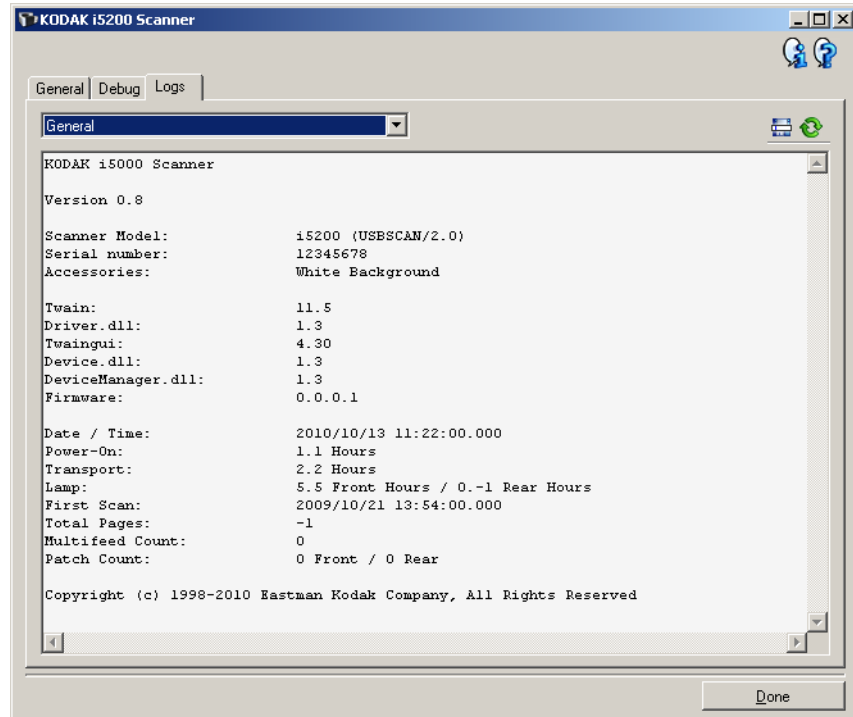 KODAK i5200 Scanner
General Debug Logs
General
KODAK i5000 Scanner
Version 0.8
Scanner Model: i5200 (USBSCAN/2.0)
Serial number: 12345678
Accessories: White Background
Twain: 11.5
Driver.dll: 1.3
Twaingui: 4.30
Device.dll: 1.3
DeviceManager.dll: 1.3
Firmware: 0.0.0.1
Date / Time: 2010/10/13 11:22:00.000
Power-On: 1.1 Hours
Transport: 2.2 Hours
Lamp: 5.5 Front Hours / 0.-1 Rear Hours
First Scan: 2009/10/21 13:54:00.000
Total Pages: -1
Multifeed Count: 0
Patch Count: 0 Front / 0 Rear
Copyright (c) 1998-2010 Eastman Kodak Company, All Rights Reserved
Done